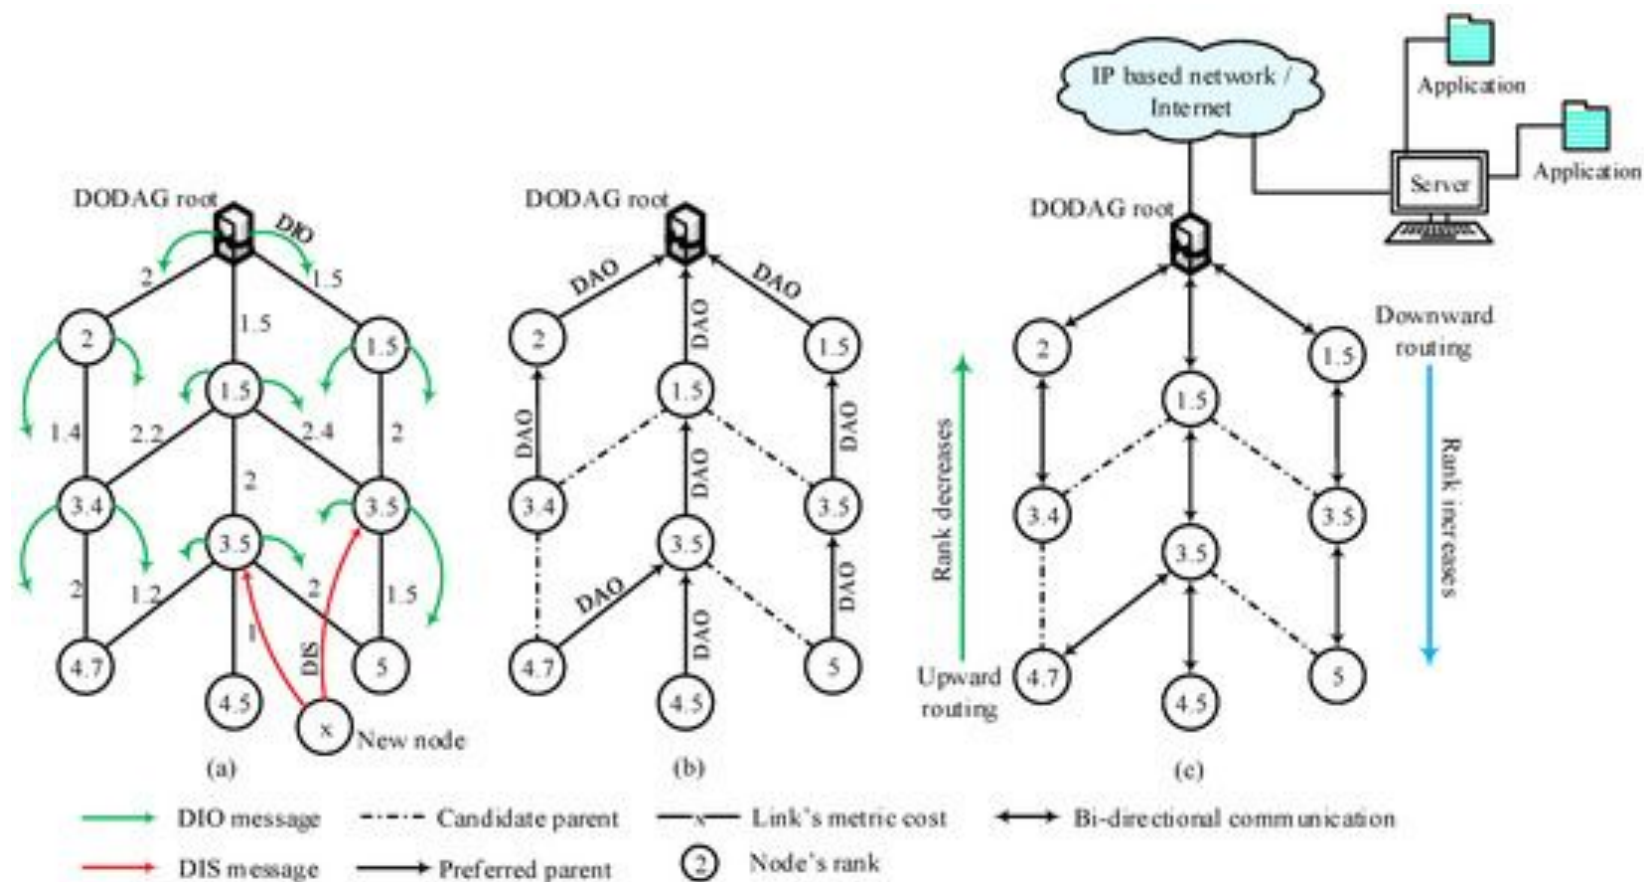 IP based network /
Internet
Application
Application
Server
DODAG root
DIO
2
1.5
1.5
2
1.5
1.5
1.4
2.2
2.4
2
2
3.4
3.5
3.5
2
1.2
2
1.5
1
DIS
4.7
5
4.5
x
New node
(a)
DODAG root
DAO
DAO
DAO
2
1.5
1.5
DAO
DAO
DAO
3.4
3.5
3.5
DAO
DAO
DAO
4.7
5
4.5
(b)
DODAG root
2
1.5
1.5
Downward
routing
Rank decreases
Rank increases
3.4
3.5
3.5
Upward
routing
4.7
5
4.5
(c)
DIO message
Candidate parent
x
Link's metric cost
Bi-directional communication
DIS message
Preferred parent
2
Node's rank